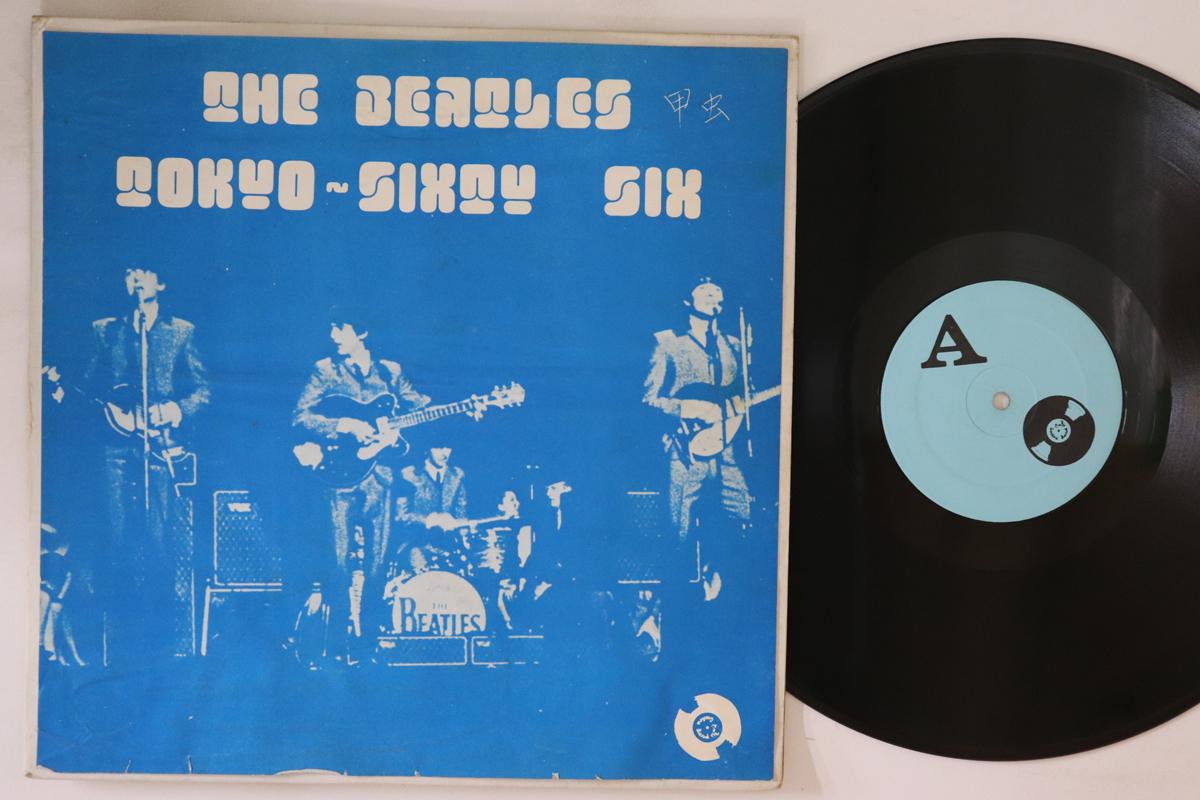 THE BEATLES 甲虫
TOKYO ~ SIXTY SIX
THE
BEATLES
A